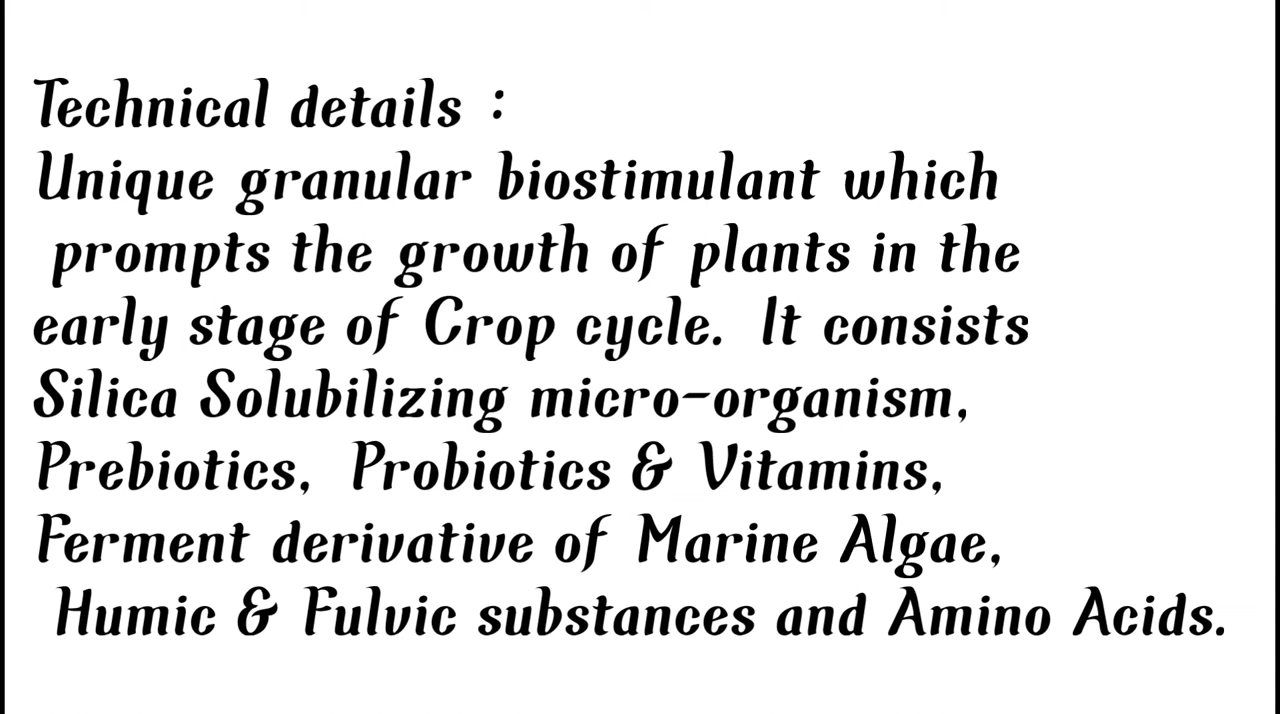 Technical details :
Unique granular biostimulant which
prompts the growth of plants in the
early stage of Crop cycle. It consists
Silica Solubilizing micro-organism,
Prebiotics, Probiotics & Vitamins,
Ferment derivative of Marine Algae,
Humic & Fulvic substances and Amino Acids.